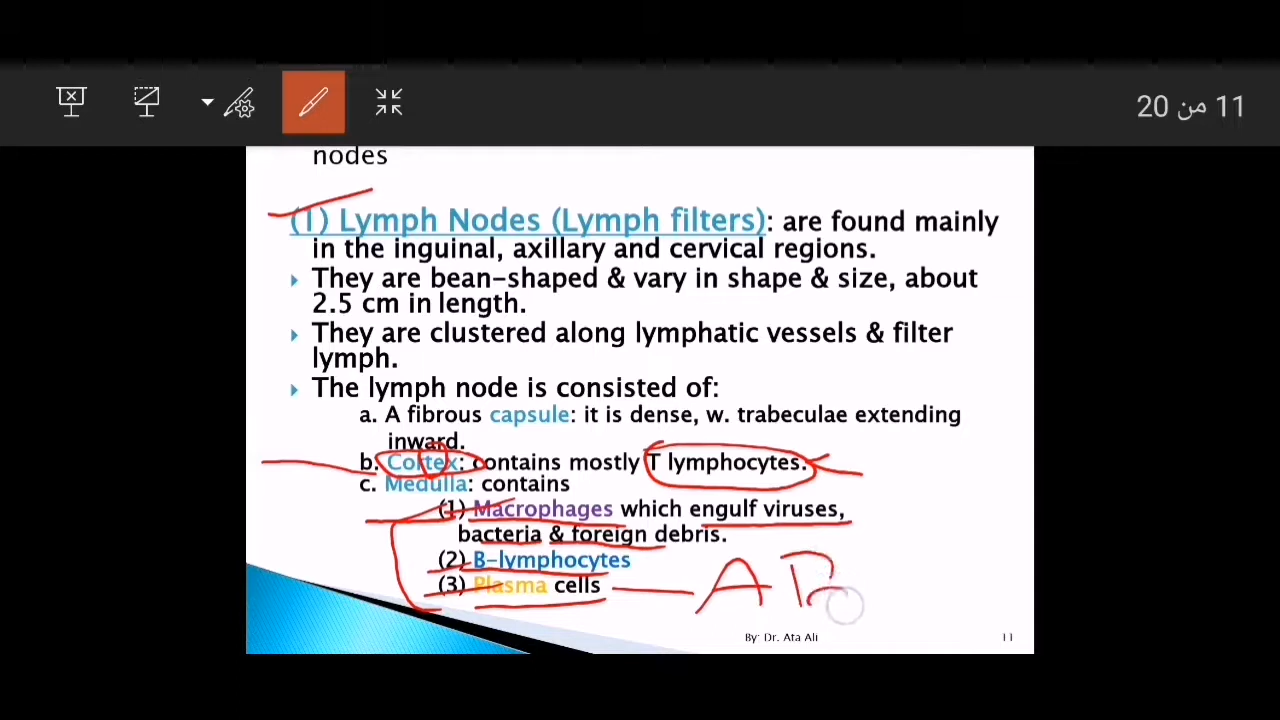 11 من 20
nodes
(1) Lymph Nodes (Lymph filters): are found mainly
in the inguinal, axillary and cervical regions.
They are bean-shaped & vary in shape & size, about
2.5 cm in length.
They are clustered along lymphatic vessels & filter
lymph.
The lymph node is consisted of:
a. A fibrous capsule: it is dense, w. trabeculae extending
inward.
b. Cortex: contains mostly T lymphocytes.
c. Medulla: contains
(1) Macrophages which engulf viruses,
bacteria & foreign debris.
(2) B-lymphocytes
(3) Plasma cells
A B
By: Dr. Ata Ali
11